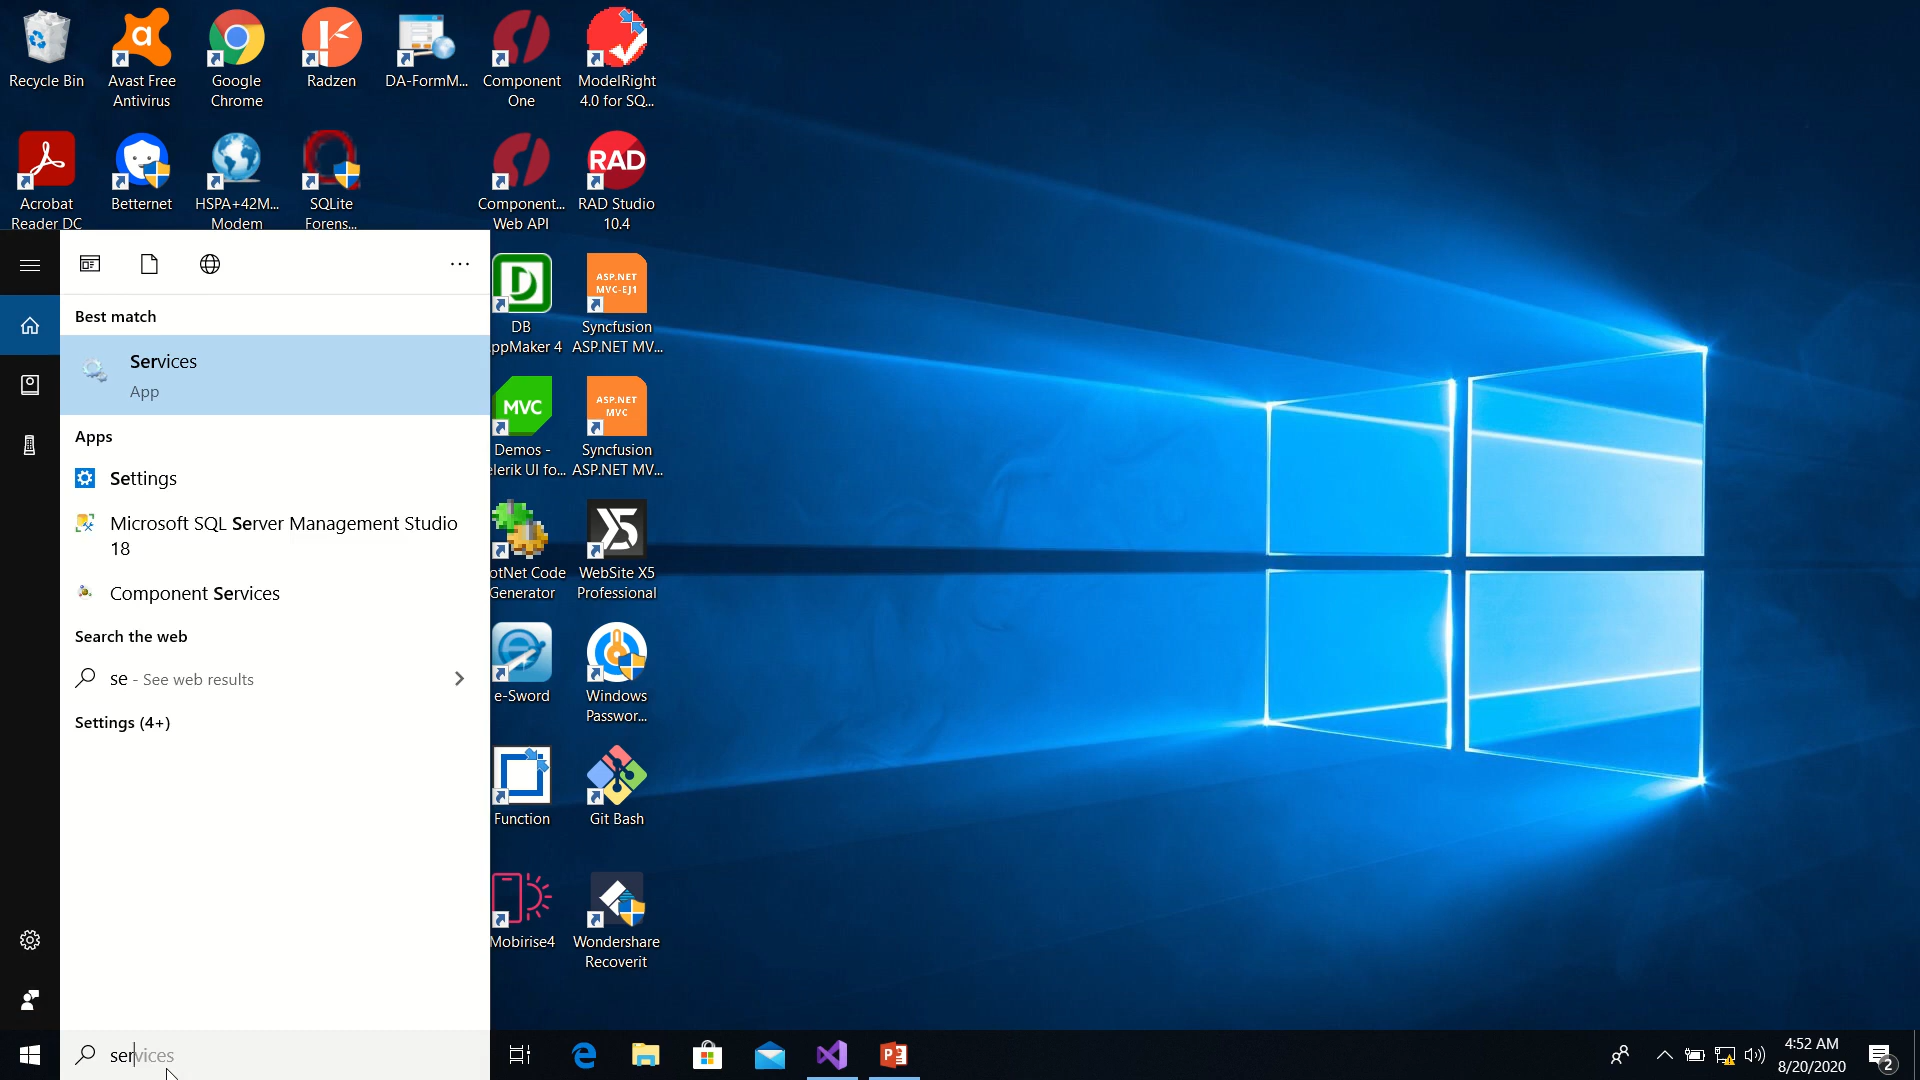 Recycle Bin
Avast Free
Antivirus
Google
Chrome
Radzen
DA-FormM...
Component
One
ModelRight
4.0 for SQ...
Acrobat
Reader DC
Betternet
HSPA+42M...
Modem
SQLite
Forens...
Component...
Web API
RAD
RAD Studio
10.4
Best match
Services
App
Apps
Settings
Microsoft SQL Server Management Studio
18
Component Services
Search the web
se - See web results
Settings (4+)
DB
ppMaker 4
ASP.NET
MVC-EJ1
Syncfusion
ASP.NET MV...
MVC
Demos -
elerik UI fo...
ASP.NET
MVC
Syncfusion
ASP.NET MV...
otNet Code
Generator
X5
WebSite X5
Professional
e-Sword
Windows
Passwor...
Function
Git Bash
Mobirise4
Wondershare
Recoverit
services
4:52 AM
8/20/2020
2